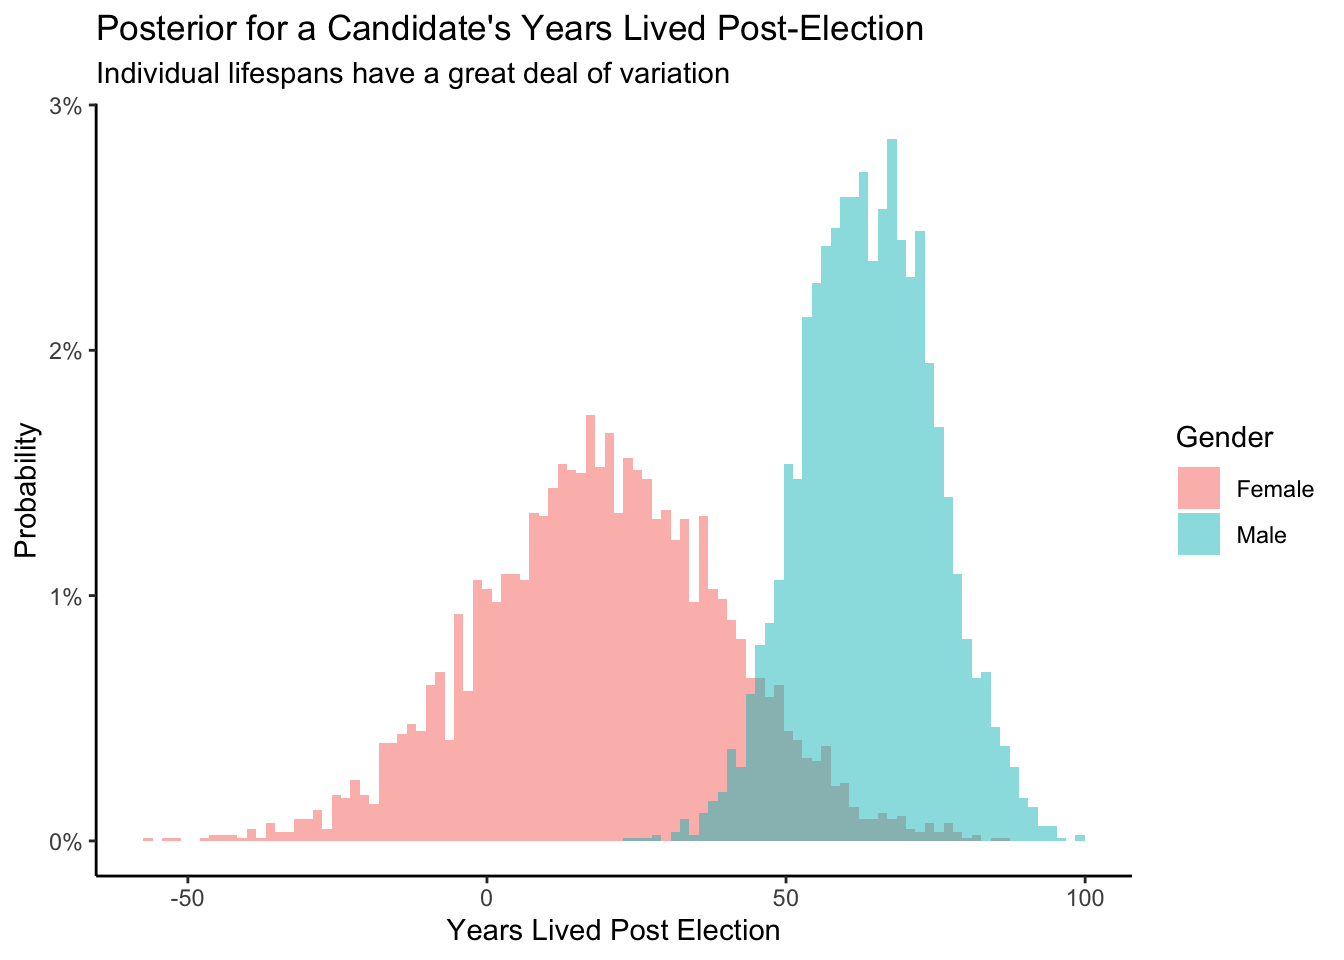 Posterior for a Candidate's Years Lived Post-Election
Individual lifespans have a great deal of variation
3%
2%
1%
0%
Probability
-50
0
50
100
Years Lived Post Election
Gender
Female
Male